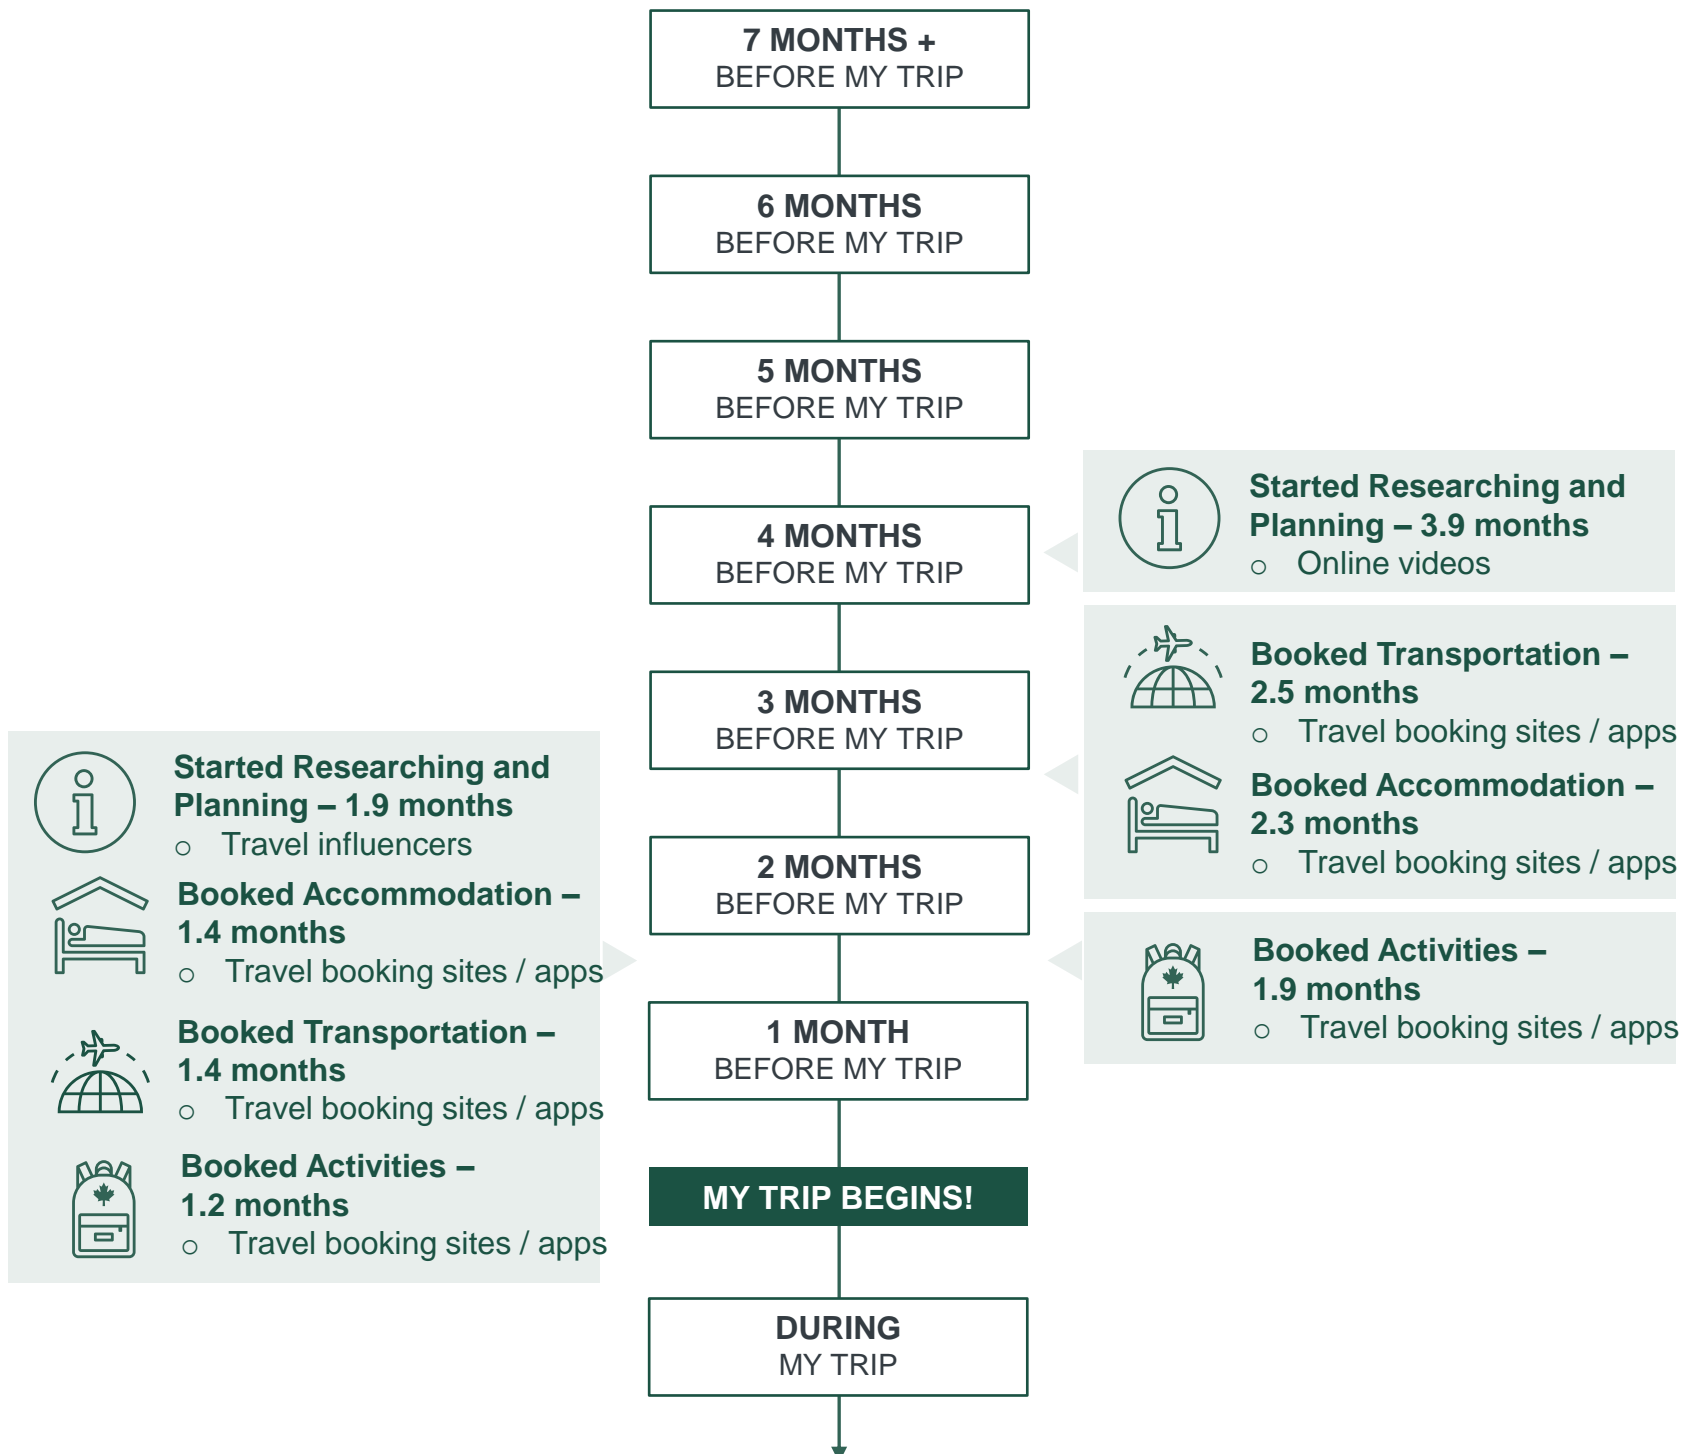 7 MONTHS +
BEFORE MY TRIP
6 MONTHS
BEFORE MY TRIP
5 MONTHS
BEFORE MY TRIP
4 MONTHS
BEFORE MY TRIP
3 MONTHS
BEFORE MY TRIP
2 MONTHS
BEFORE MY TRIP
1 MONTH
BEFORE MY TRIP
MY TRIP BEGINS!
DURING
MY TRIP
Started Researching and
Planning – 1.9 months
○ Travel influencers
Booked Accommodation –
1.4 months
○ Travel booking sites / apps
Booked Transportation –
1.4 months
○ Travel booking sites / apps
Booked Activities –
1.2 months
○ Travel booking sites / apps
Started Researching and
Planning – 3.9 months
○ Online videos
Booked Transportation –
2.5 months
○ Travel booking sites / apps
Booked Accommodation –
2.3 months
○ Travel booking sites / apps
Booked Activities –
1.9 months
○ Travel booking sites / apps